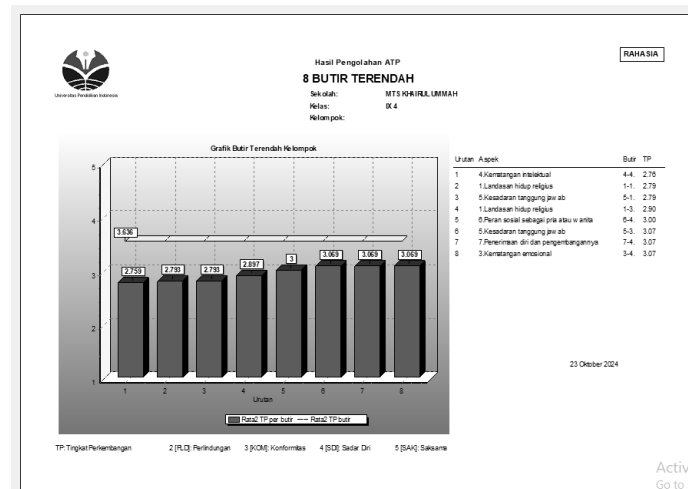 RAHASIA
Universitas Pendidikan Indonesia
Hasil Pengolahan ATP
8 BUTIR TERENDAH
Sekolah: MTS KHAIRUL UMMAH
Kelas: IX 4
Kelompok:
Grafik Butir Terendah Kelompok
5
4
3
2
1
3.636
2.759
2.793
2.793
2.897
3
3.069
3.069
3.069
1 2 3 4 5 6 7 8
Urutan
Rata2 TP per butir Rata2 TP butir
Urutan Aspek Butir TP
1 4.Kematangan intelektual 4-4. 2.76
2 1.Landasan hidup religius 1-1. 2.79
3 5.Kesadaran tanggung jawab 5-1. 2.79
4 1.Landasan hidup religius 1-3. 2.90
5 6.Peran sosial sebagai pria atau wanita 6-4. 3.00
6 5.Kesadaran tanggung jawab 5-3. 3.07
7 7.Penerimaan diri dan pengembangannya 7-4. 3.07
8 3.Kematangan emosional 3-4. 3.07
23 Oktober 2024
TP: Tingkat Perkembangan 2 [PLD]: Perlindungan 3 [KOM]: Konformitas 4 [SDI]: Sadar Diri 5 [SAK]: Saksama
Activ
Go to